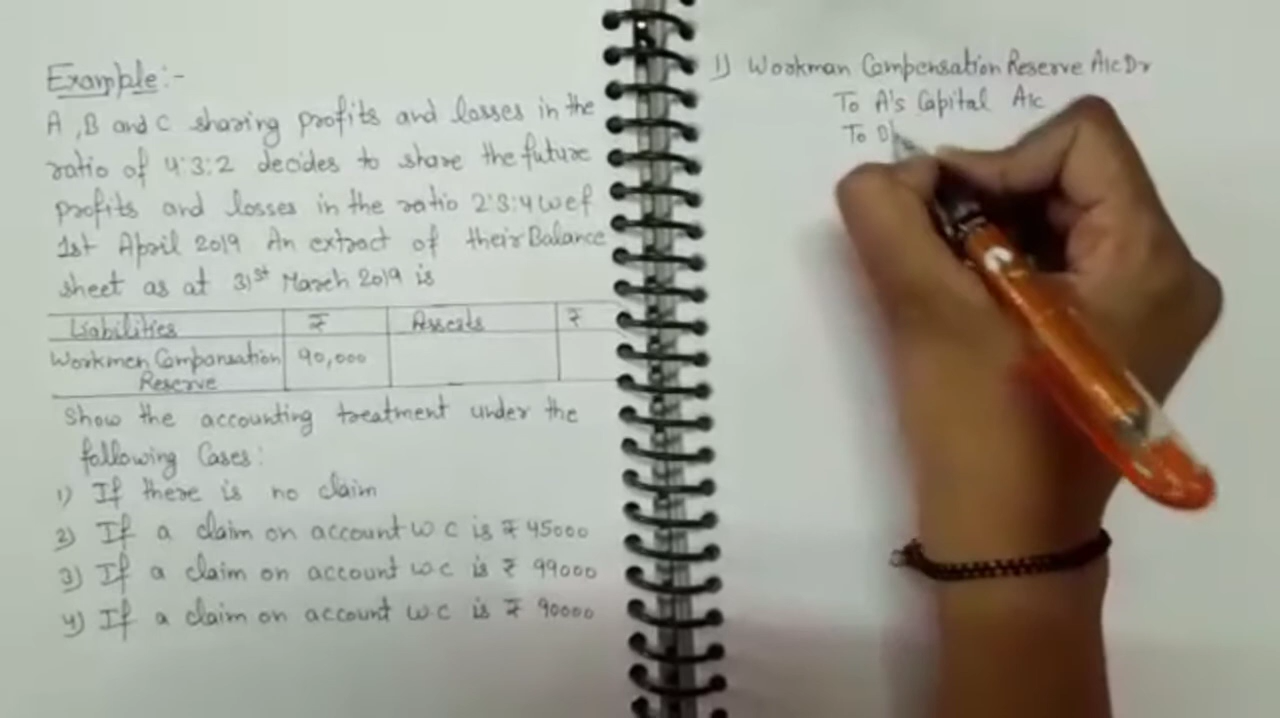 Example:-
A, B and C sharing profits and losses in the
ratio of 4:3:2 decides to share the future
profits and losses in the ratio 2:3:4 wef
1st April 2019 An extract of their Balance
sheet as at 31st March 2019 is
Liabilities ₹ Assets ₹
Workmen Compansation 90,000
Reserve
Show the accounting treatment under the
following Cases:
1) If there is no claim
2) If a claim on account w c is ₹ 45000
3) If a claim on account w c is ₹ 99000
4) If a claim on account w c is ₹ 90000
1) Workman Compensation Reserve A/c Dr
To A's Capital A/c
To